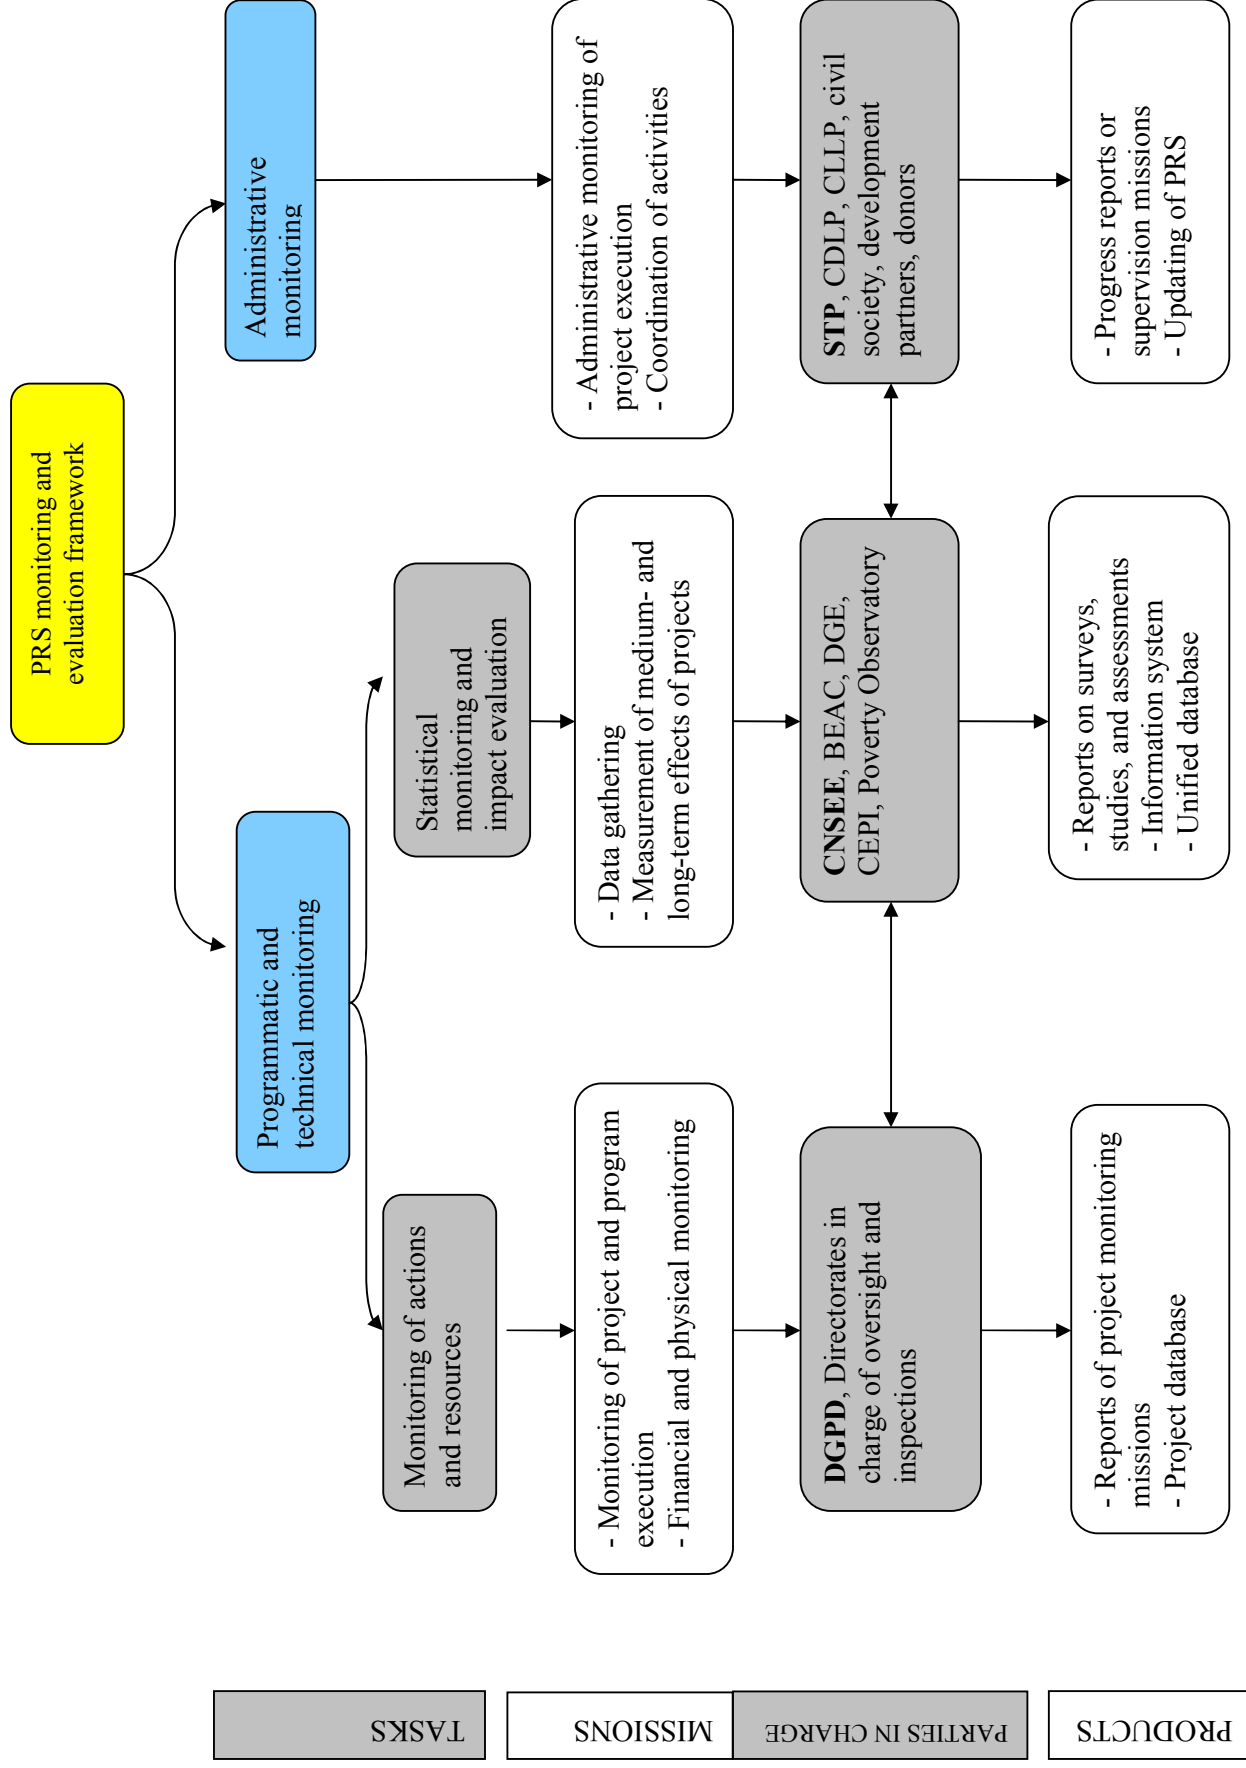 PRS monitoring and
evaluation framework
Programmatic and
technical monitoring
Administrative
monitoring
TASKS
Monitoring of actions
and resources
Statistical
monitoring and
impact evaluation
MISSIONS
- Monitoring of project and program
execution
- Financial and physical monitoring
- Data gathering
- Measurement of medium- and
long-term effects of projects
- Administrative monitoring of
project execution
- Coordination of activities
PARTIES IN CHARGE
DGPD, Directorates in
charge of oversight and
inspections
CNSEE, BEAC, DGE,
CEPI, Poverty Observatory
STP, CDLP, CLLP, civil
society, development
partners, donors
PRODUCTS
- Reports of project monitoring
missions
- Project database
- Reports on surveys,
studies, and assessments
- Information system
- Unified database
- Progress reports or
supervision missions
- Updating of PRS